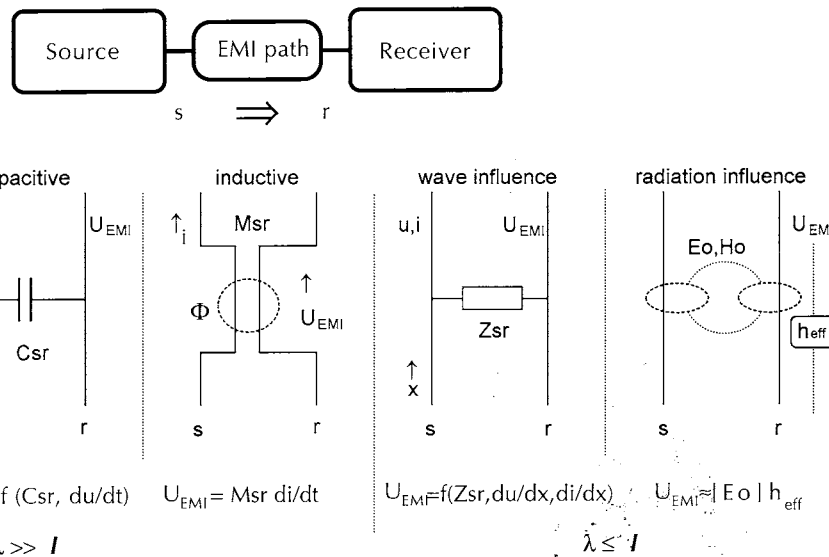 Source EMI path Receiver
s ⇒ r
pacitive inductive wave influence radiation influence
U_EMI ↑i Msr u,i U_EMI Eo,Ho U_EM
Φ ↑ U_EMI h_eff
Csr Zsr
↑ x
r s r s r s r
f (Csr, du/dt) U_EMI = Msr di/dt U_EMI=f(Zsr,du/dx,di/dx) U_EMI≈|Eo|h_eff
>> l λ ≤ l